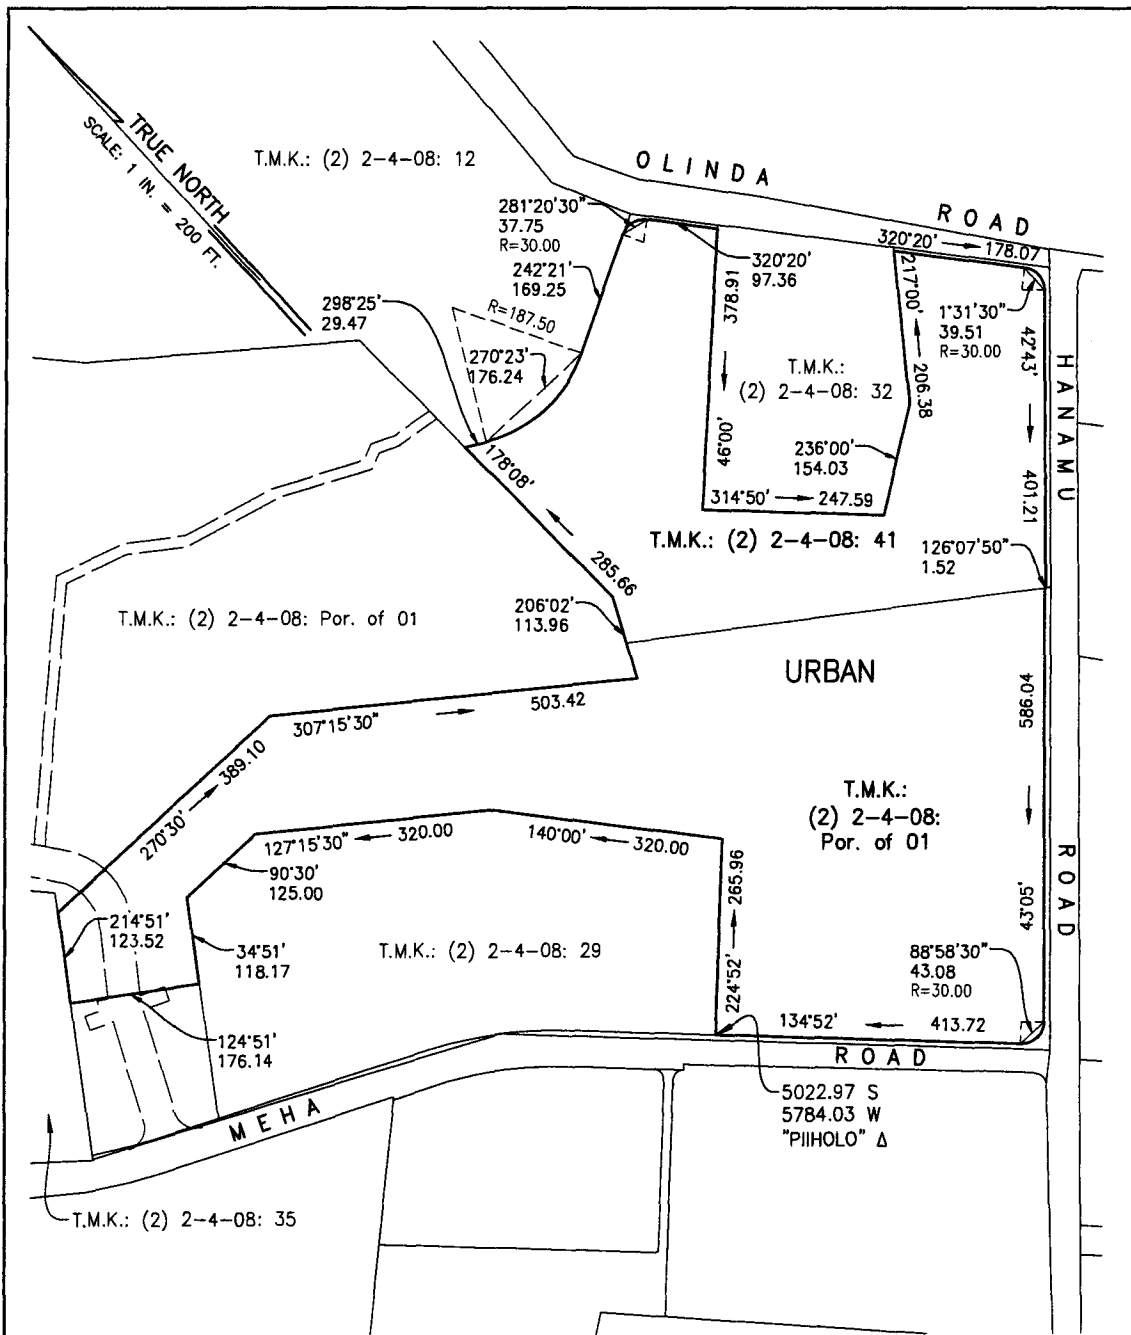 TRUE NORTH
SCALE: 1 IN. = 200 FT.
T.M.K.: (2) 2-4-08: 12
OLINDA
ROAD
281°20'30"
37.75
R=30.00
320°20'
97.36
320°20' 178.07
242°21'
169.25
298°25'
29.47
R=187.50
270°23'
176.24
378.91
46°00'
217°00'
206.38
1°31'30"
39.51
R=30.00
42°43'
401.21
HANAMU
T.M.K.:
(2) 2-4-08: 32
236°00'
154.03
314°50' 247.59
T.M.K.: (2) 2-4-08: 41
178°08'
285.66
126°07'50"
1.52
T.M.K.: (2) 2-4-08: Por. of 01
206°02'
113.96
URBAN
307°15'30" 503.42
586.04
43°05'
270°30' 389.10
T.M.K.:
(2) 2-4-08:
Por. of 01
127°15'30" 320.00
140°00' 320.00
90°30'
125.00
224°52' 265.96
ROAD
214°51'
123.52
34°51'
118.17
T.M.K.: (2) 2-4-08: 29
88°58'30"
43.08
R=30.00
134°52' 413.72
124°51'
176.14
MEHA
ROAD
5022.97 S
5784.03 W
"PIIHOLO" Δ
T.M.K.: (2) 2-4-08: 35